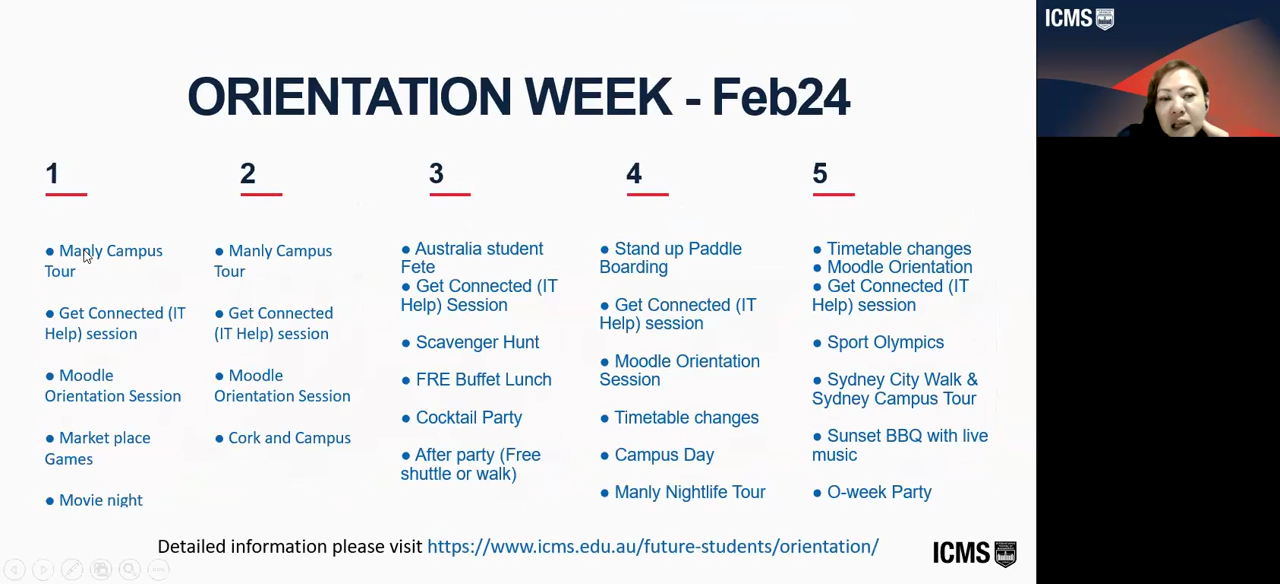 ICMS
ORIENTATION WEEK - Feb24
1
● Manly Campus
Tour
● Get Connected (IT
Help) session
● Moodle
Orientation Session
● Market place
Games
● Movie night
2
● Manly Campus
Tour
● Get Connected
(IT Help) session
● Moodle
Orientation Session
● Cork and Campus
3
● Australia student
Fete
● Get Connected (IT
Help) Session
● Scavenger Hunt
● FRE Buffet Lunch
● Cocktail Party
● After party (Free
shuttle or walk)
4
● Stand up Paddle
Boarding
● Get Connected (IT
Help) session
● Moodle Orientation
Session
● Timetable changes
● Campus Day
● Manly Nightlife Tour
5
● Timetable changes
● Moodle Orientation
● Get Connected (IT
Help) session
● Sport Olympics
● Sydney City Walk &
Sydney Campus Tour
● Sunset BBQ with live
music
● O-week Party
Detailed information please visit https://www.icms.edu.au/future-students/orientation/
ICMS